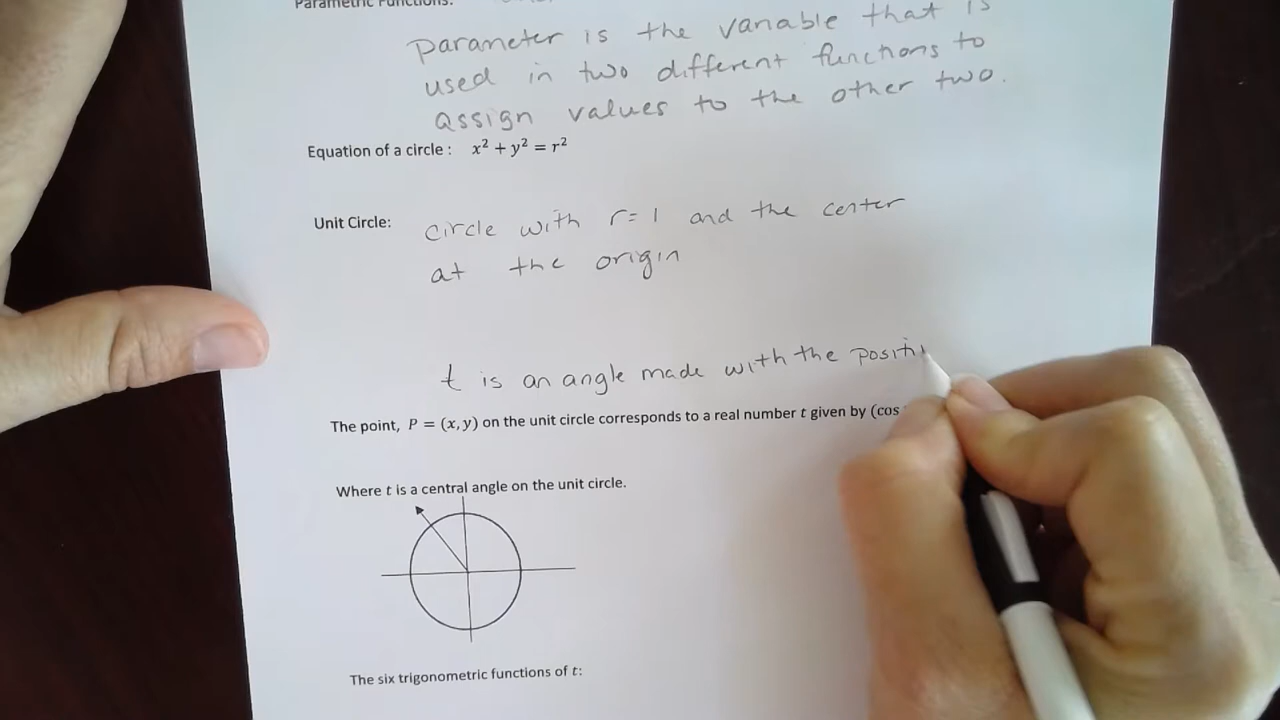 Parametric Functions:
parameter is the variable that is
used in two different functions to
assign values to the other two.
Equation of a circle : x² + y² = r²
Unit Circle: circle with r=1 and the center
at the origin
t is an angle made with the positi
The point, P = (x, y) on the unit circle corresponds to a real number t given by (cos
Where t is a central angle on the unit circle.
The six trigonometric functions of t: